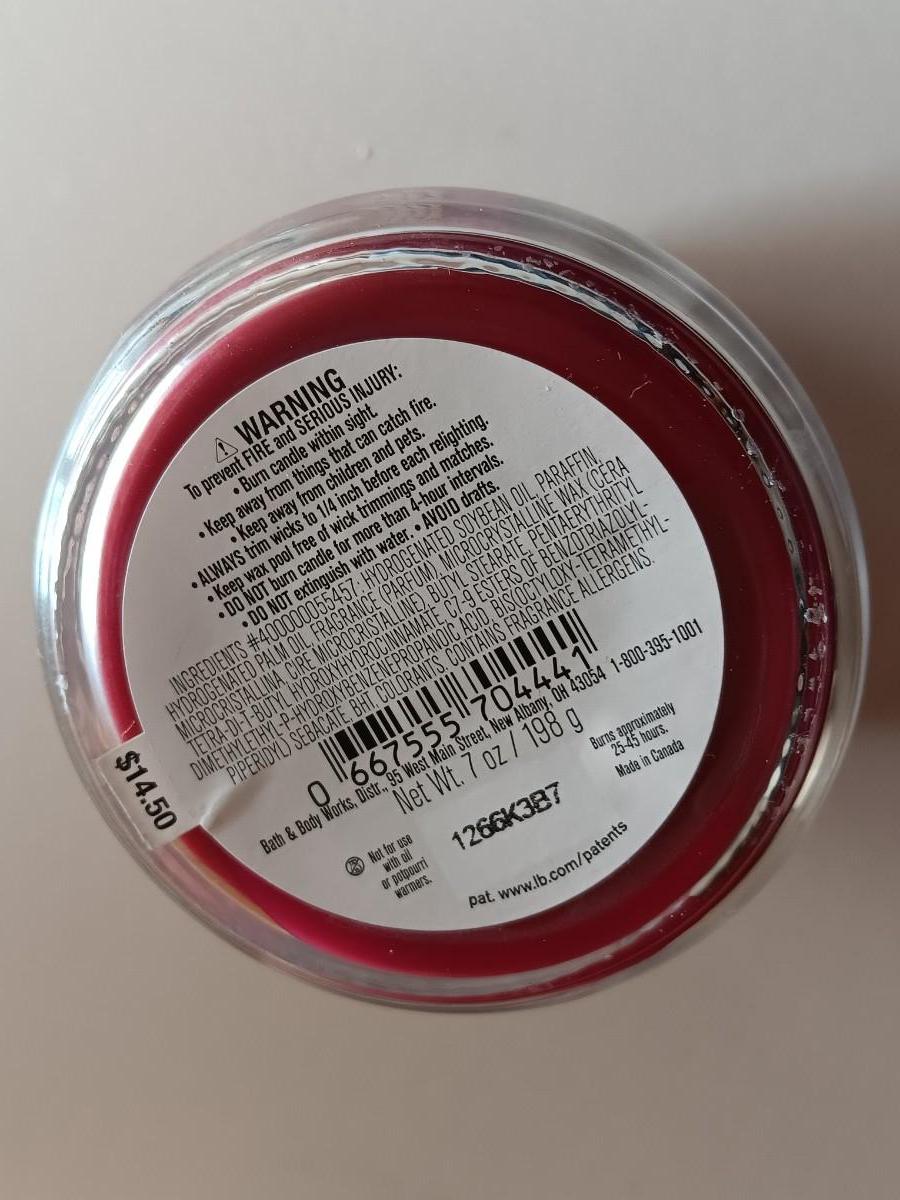 WARNING
To prevent FIRE and SERIOUS INJURY:
• Burn candle within sight.
• Keep away from things that can catch fire.
• Keep away from children and pets.
• ALWAYS trim wicks to 1/4 inch before each relighting.
• Keep wax pool free of wick trimmings and matches.
• DO NOT burn candle for more than 4-hour intervals.
• DO NOT extinguish with water. • AVOID drafts.
INGREDIENTS #400000055457: HYDROGENATED SOYBEAN OIL, PARAFFIN,
HYDROGENATED PALM OIL, FRAGRANCE (PARFUM), MICROCRYSTALLINE WAX (CERA
MICROCRISTALLINA, CIRE MICROCRISTALLINE), BUTYL STEARATE, PENTAERYTHRITYL
TETRA-DI-T-BUTYL HYDROXYHYDROCINNAMATE, C7-9 ESTERS OF BENZOTRIAZOLYL-
DIMETHYLETHYL-P-HYDROXYBENZENEPROPANOIC ACID, BISOCTYLOXY-TETRAMETHYL-
PIPERIDYL) SEBACATE, BHT, COLORANTS. CONTAINS FRAGRANCE ALLERGENS.
0 667555 704441
Bath & Body Works, Distr., 95 West Main Street, New Albany, OH 43054 1-800-395-1001
Net Wt. 7 oz / 198 g
Burns approximately
25-45 hours.
Made in Canada
$14.50
1266K3B7
Not for use
with oil
or potpourri
warmers.
pat. www.lb.com/patents